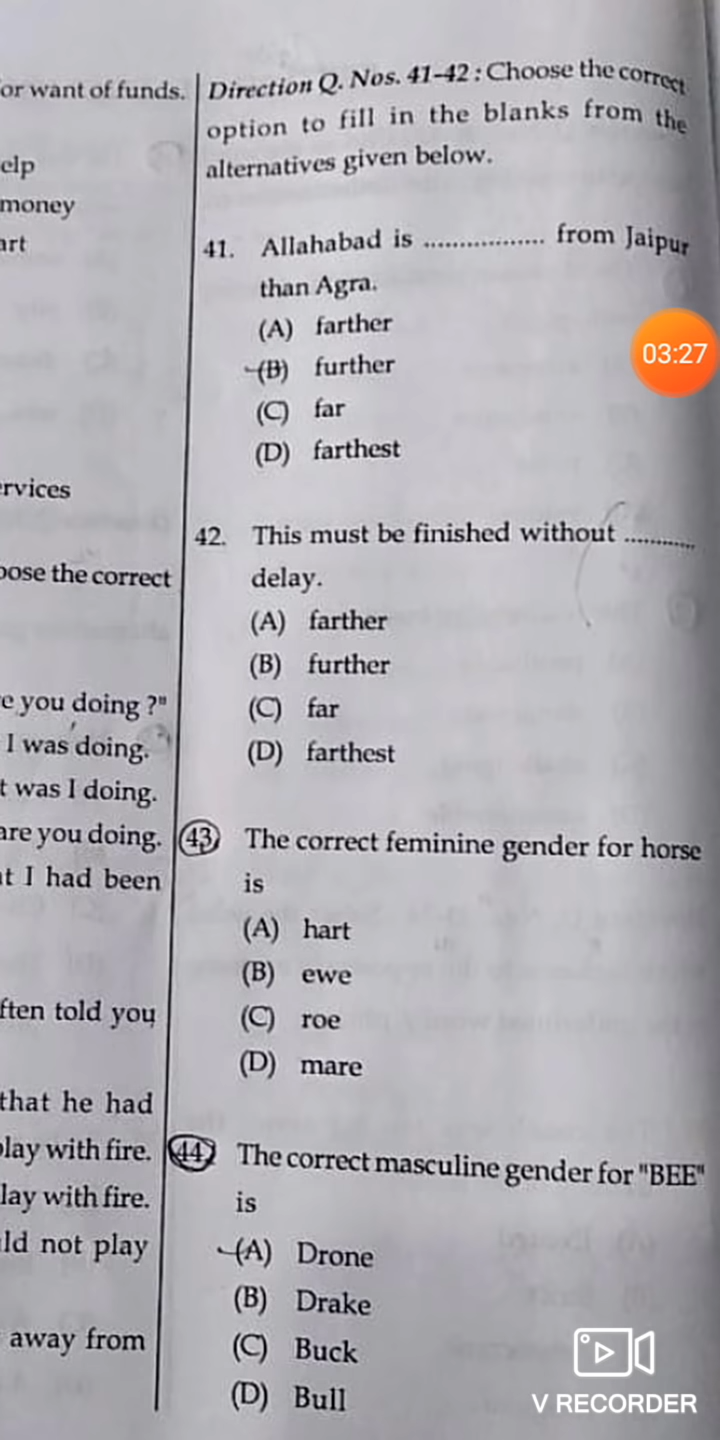 or want of funds.
elp
money
art
ervices
oose the correct
e you doing ?"
I was doing.
t was I doing.
are you doing.
at I had been
ften told you
that he had
play with fire.
lay with fire.
uld not play
away from
Direction Q. Nos. 41-42 : Choose the correct
option to fill in the blanks from the
alternatives given below.
41. Allahabad is ................. from Jaipur
than Agra.
(A) farther
(B) further
(C) far
(D) farthest
42. This must be finished without ............
delay.
(A) farther
(B) further
(C) far
(D) farthest
43. The correct feminine gender for horse
is
(A) hart
(B) ewe
(C) roe
(D) mare
44. The correct masculine gender for "BEE"
is
(A) Drone
(B) Drake
(C) Buck
(D) Bull
03:27
V RECORDER